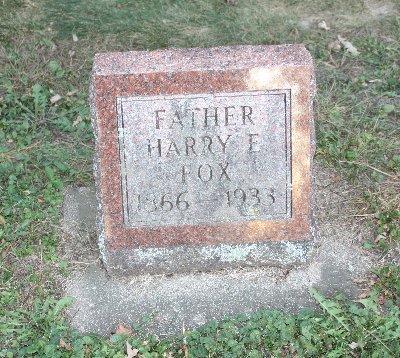 FATHER
HARRY E
FOX
1866 – 1933